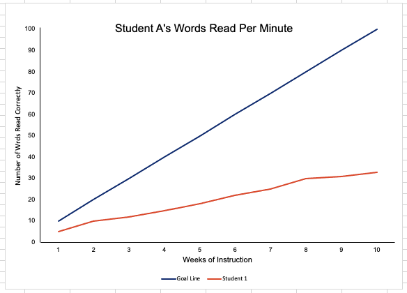 Student A's Words Read Per Minute
Number of Wrds Read Correctly
100
90
80
70
60
50
40
30
20
10
0
1 2 3 4 5 6 7 8 9 10
Weeks of Instruction
Goal Line Student 1